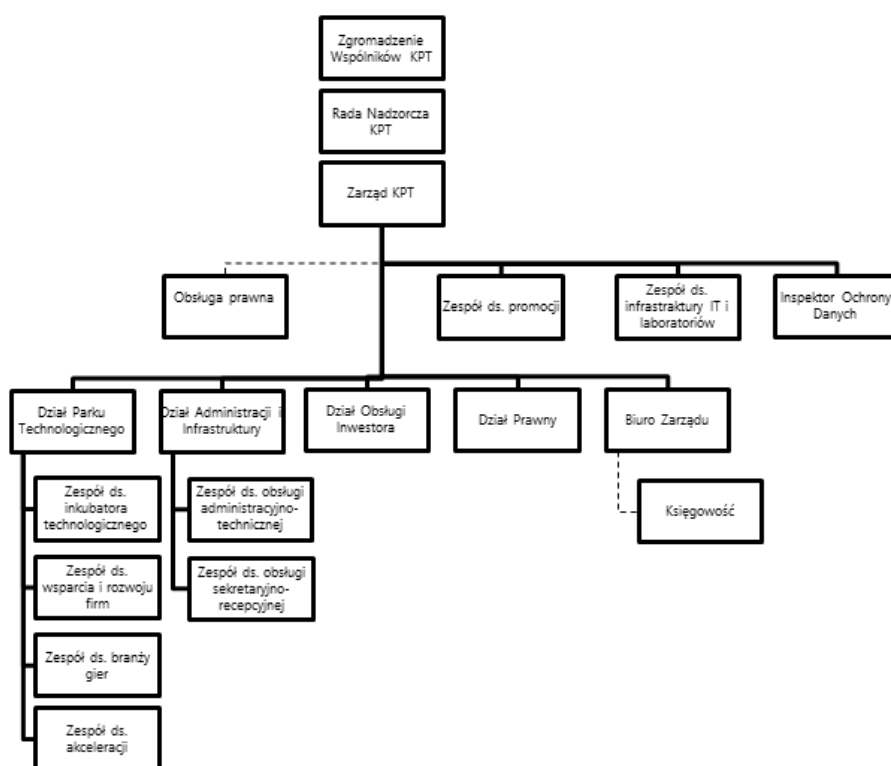 Zgromadzenie
Wspólników KPT
Rada Nadzorcza
KPT
Zarząd KPT
Obsługa prawna
Zespół ds. promocji
Zespół ds.
infrastraktury IT i
laboratoriów
Inspektor Ochrony
Danych
Dział Parku
Technologicznego
Dział Administracji i
Infrastruktury
Dział Obsługi
Inwestora
Dział Prawny
Biuro Zarządu
Zespół ds.
inkubatora
technologicznego
Zespół ds. obsługi
administracyjno-
technicznej
Księgowość
Zespół ds.
wsparcia i rozwoju
firm
Zespół ds. obsługi
sekretaryjno-
recepcyjnej
Zespół ds. branży
gier
Zespół ds.
akceleracji